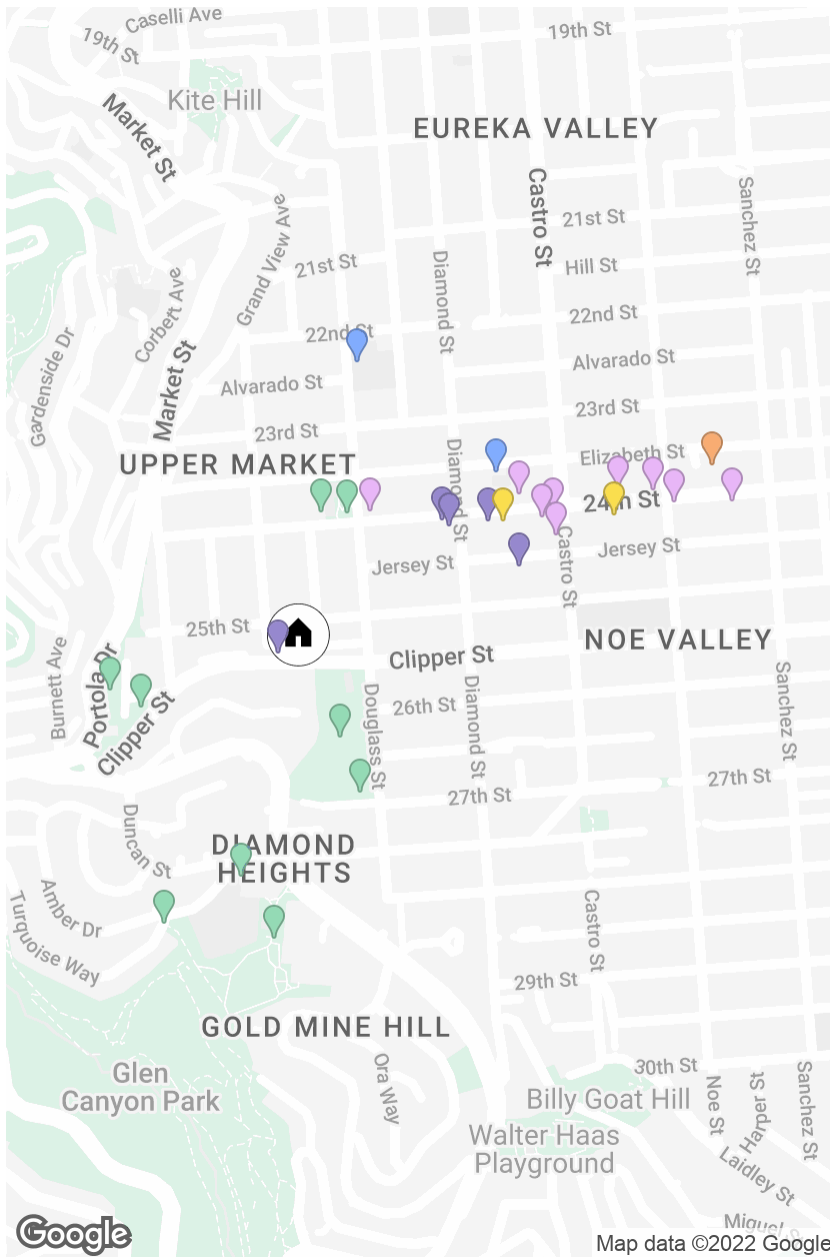 Caselli Ave
19th St
19th St
Kite Hill
Market St
EUREKA VALLEY
Castro St
Sanchez St
21st St
Grand View Ave
21st St
Diamond St
Hill St
Corbett Ave
22nd St
22nd St
Gardenside Dr
Market St
Alvarado St
Alvarado St
23rd St
23rd St
UPPER MARKET
Diamond St
Elizabeth St
24th St
Jersey St
Jersey St
Castro St
25th St
NOE VALLEY
Burnett Ave
Portola Dr
Clipper St
Clipper St
Douglass St
26th St
Diamond St
Sanchez St
27th St
27th St
Duncan St
DIAMOND
HEIGHTS
Amber Dr
Turquoise Way
Castro St
29th St
GOLD MINE HILL
Glen
Canyon Park
Ora Way
30th St
Billy Goat Hill
Noe St
Harper St
Sanchez St
Walter Haas
Playground
Laidley St
Miguel S
Google
Map data ©2022 Google